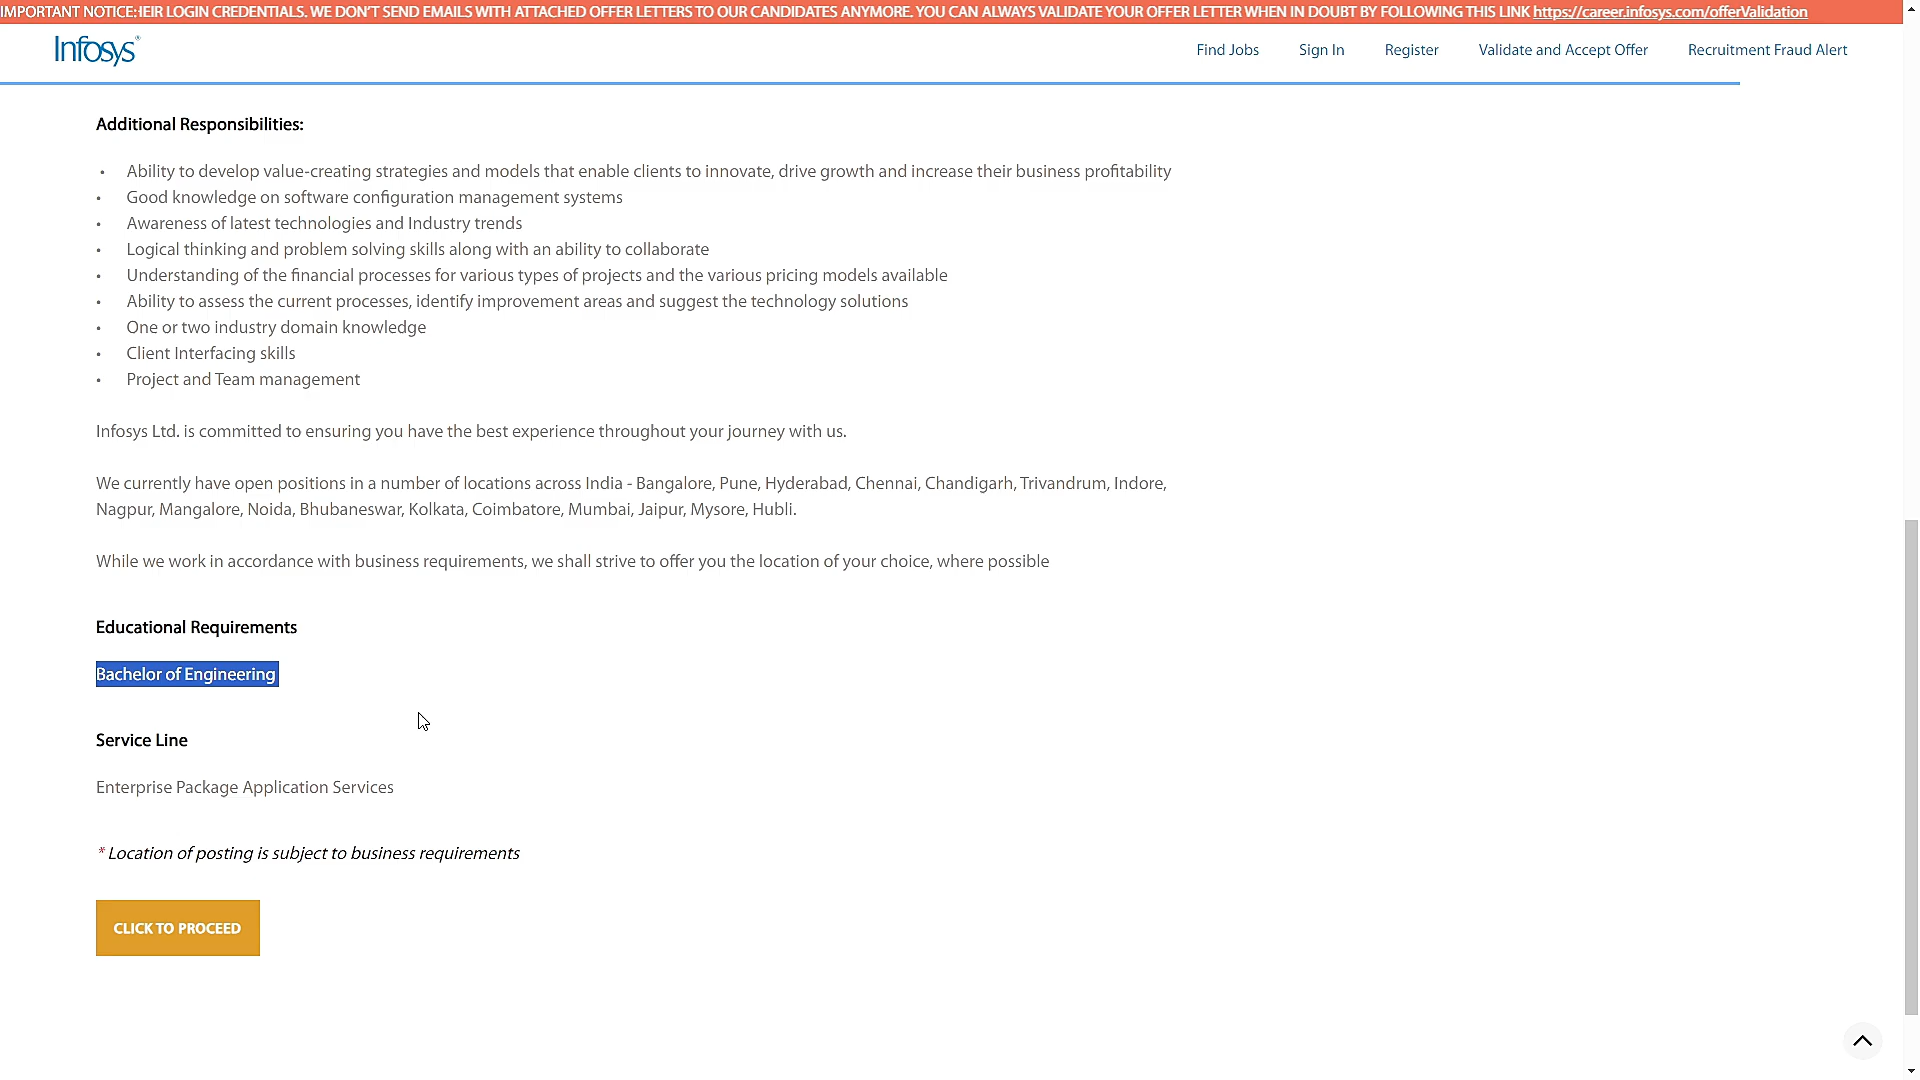 IMPORTANT NOTICE:HEIR LOGIN CREDENTIALS. WE DON'T SEND EMAILS WITH ATTACHED OFFER LETTERS TO OUR CANDIDATES ANYMORE. YOU CAN ALWAYS VALIDATE YOUR OFFER LETTER WHEN IN DOUBT BY FOLLOWING THIS LINK https://career.infosys.com/offerValidation
Infosys® Find Jobs Sign In Register Validate and Accept Offer Recruitment Fraud Alert
Additional Responsibilities:
• Ability to develop value-creating strategies and models that enable clients to innovate, drive growth and increase their business profitability
• Good knowledge on software configuration management systems
• Awareness of latest technologies and Industry trends
• Logical thinking and problem solving skills along with an ability to collaborate
• Understanding of the financial processes for various types of projects and the various pricing models available
• Ability to assess the current processes, identify improvement areas and suggest the technology solutions
• One or two industry domain knowledge
• Client Interfacing skills
• Project and Team management
Infosys Ltd. is committed to ensuring you have the best experience throughout your journey with us.
We currently have open positions in a number of locations across India - Bangalore, Pune, Hyderabad, Chennai, Chandigarh, Trivandrum, Indore,
Nagpur, Mangalore, Noida, Bhubaneswar, Kolkata, Coimbatore, Mumbai, Jaipur, Mysore, Hubli.
While we work in accordance with business requirements, we shall strive to offer you the location of your choice, where possible
Educational Requirements
Bachelor of Engineering
Service Line
Enterprise Package Application Services
* Location of posting is subject to business requirements
CLICK TO PROCEED